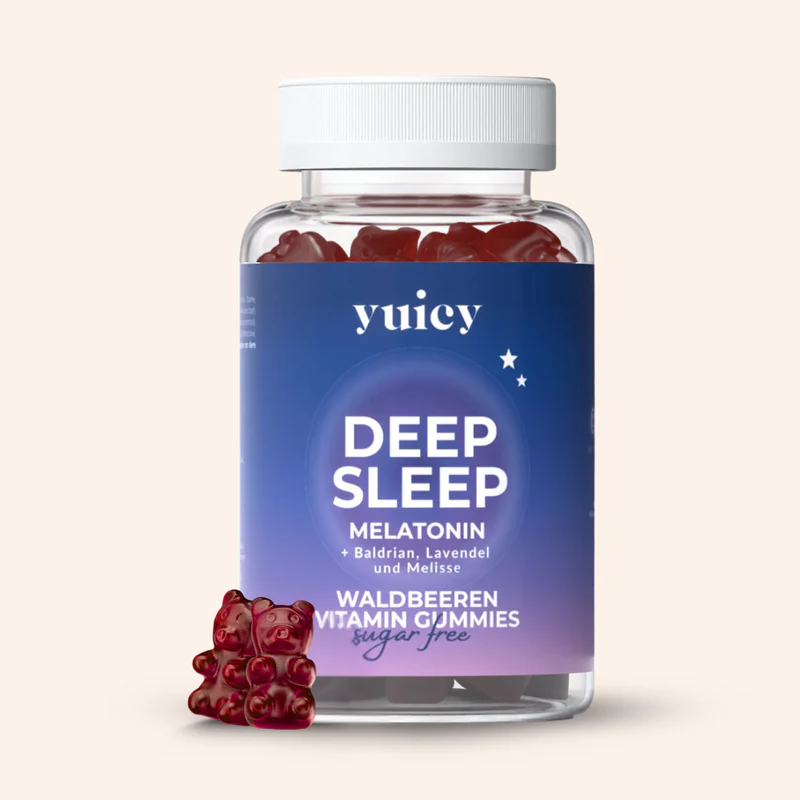 yuicy
DEEP
SLEEP
MELATONIN
+ Baldrian, Lavendel
und Melisse
WALDBEEREN
VITAMIN GUMMIES
sugar free